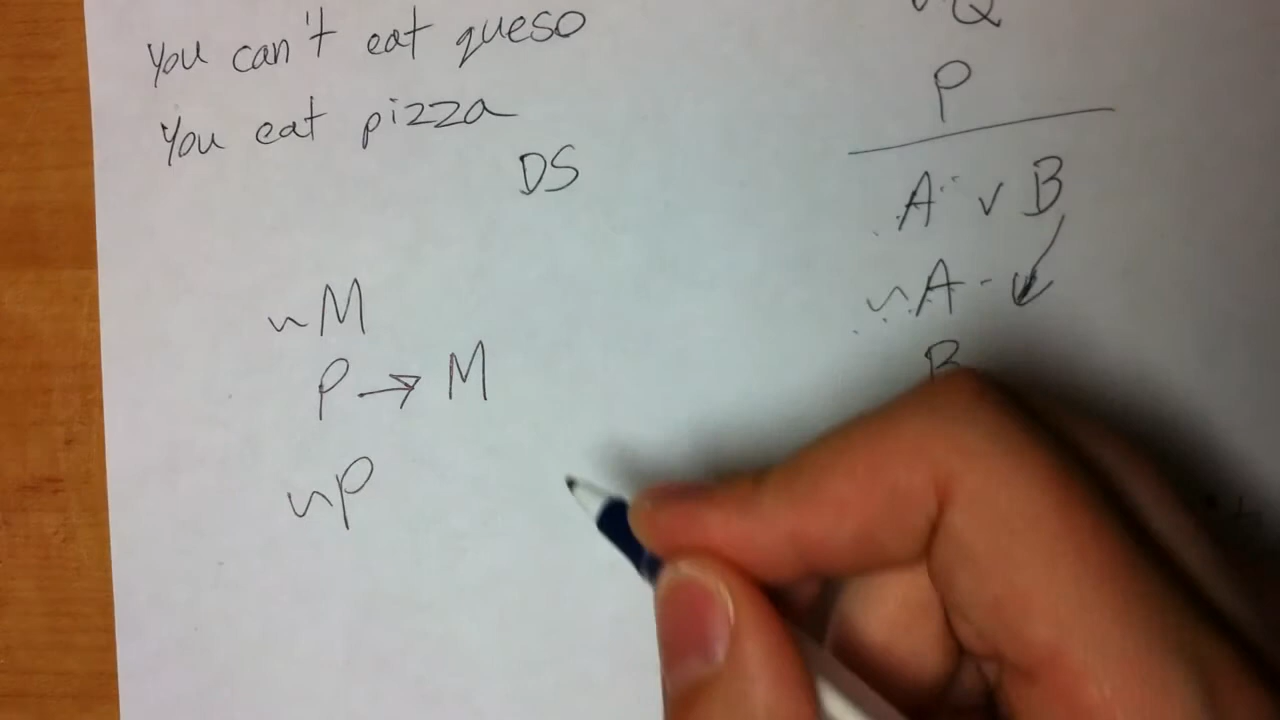 You can't eat queso
You eat pizza
DS
~M
P → M
~P
~Q
P
A v B
~A
B